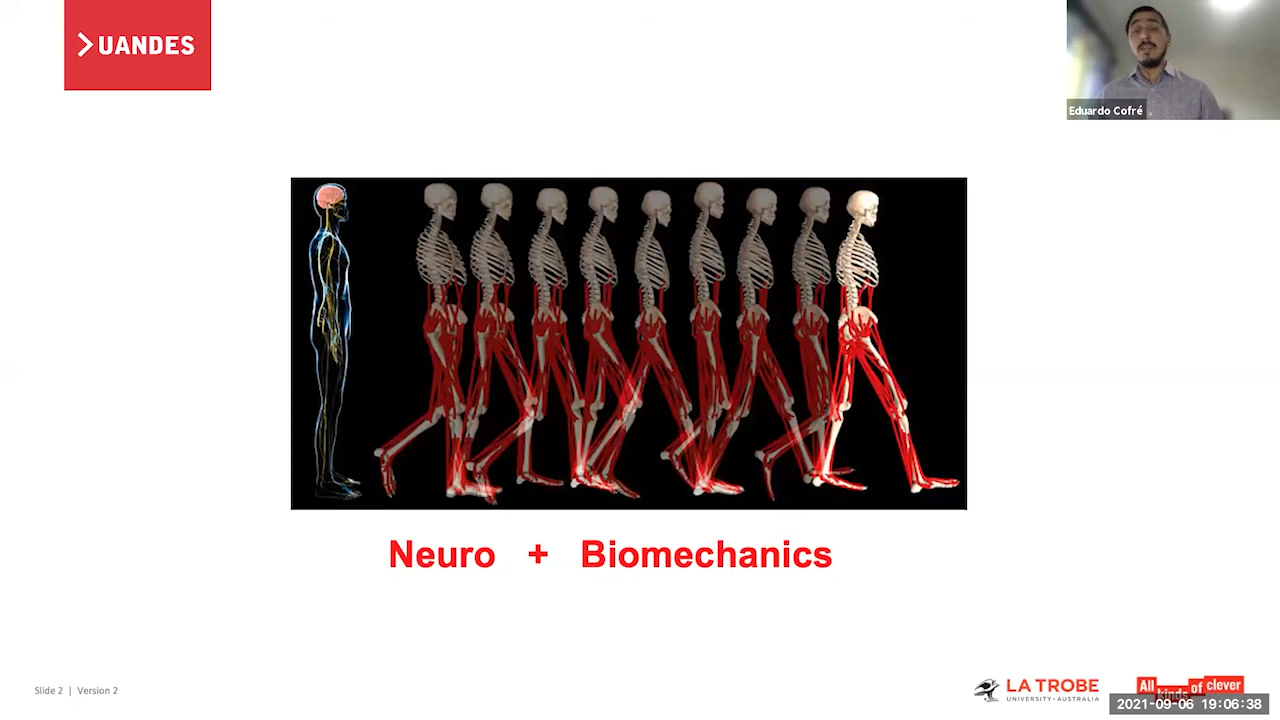 UANDES
Eduardo Cofré
Neuro + Biomechanics
Slide 2 | Version 2
LA TROBE
UNIVERSITY • AUSTRALIA
All kinds of clever
2021-09-06 19:06:38